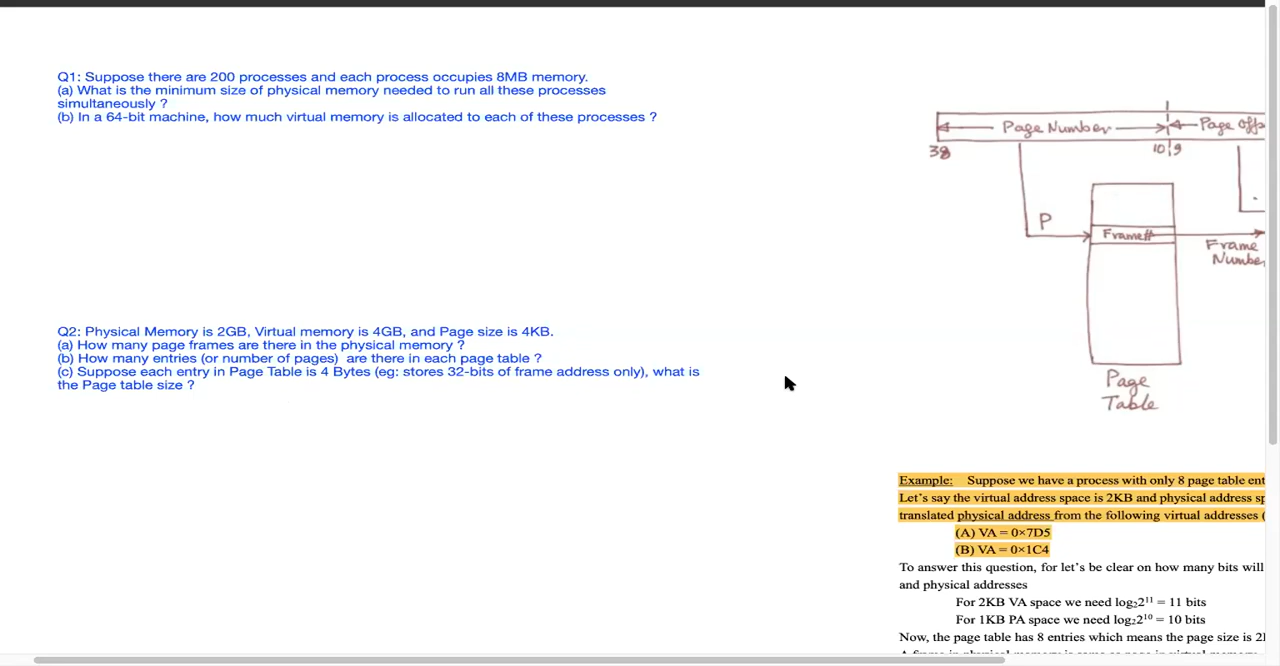 Q1: Suppose there are 200 processes and each process occupies 8MB memory.
(a) What is the minimum size of physical memory needed to run all these processes
simultaneously ?
(b) In a 64-bit machine, how much virtual memory is allocated to each of these processes ?
Q2: Physical Memory is 2GB, Virtual memory is 4GB, and Page size is 4KB.
(a) How many page frames are there in the physical memory ?
(b) How many entries (or number of pages)  are there in each page table ?
(c) Suppose each entry in Page Table is 4 Bytes (eg: stores 32-bits of frame address only), what is
the Page table size ?
Page Number
Page
38
10 9
P
Frame#
Frame
Page
Table
Example: Suppose we have a process with only 8 page table
Let's say the virtual address space is 2KB and physical address
translated physical address from the following virtual addresses (
(A) VA = 0×7D5
(B) VA = 0×1C4
To answer this question, for let's be clear on how many bits will
and physical addresses
For 2KB VA space we need log₂2¹¹ = 11 bits
For 1KB PA space we need log₂2¹⁰ = 10 bits
Now, the page table has 8 entries which means the page size is